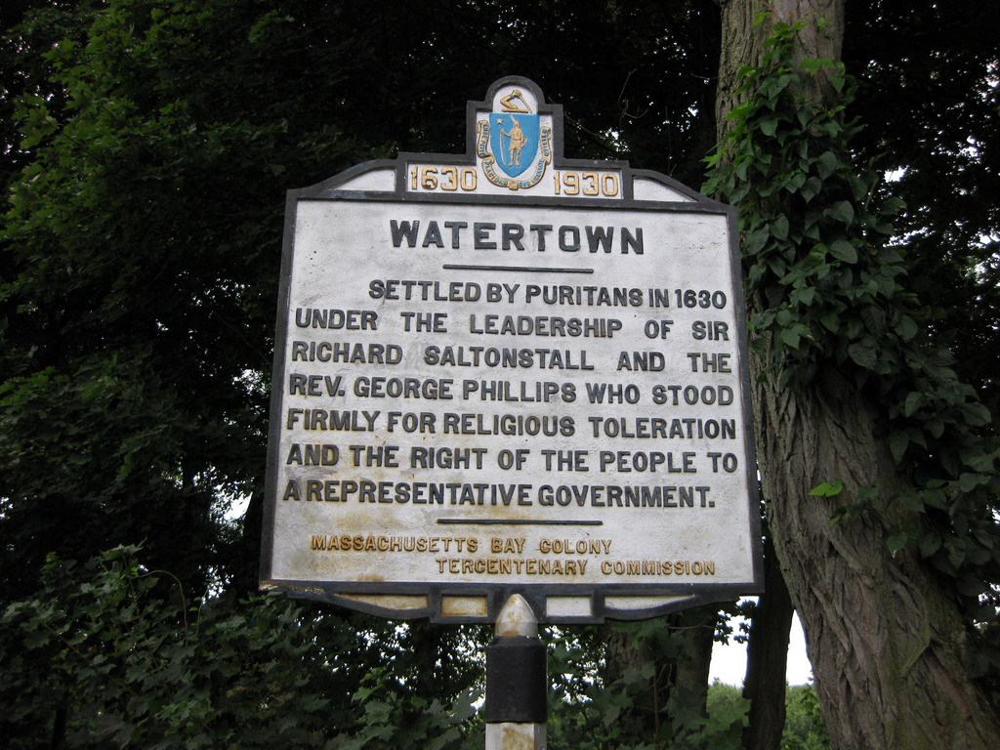 1630 1930
WATERTOWN
SETTLED BY PURITANS IN 1630
UNDER THE LEADERSHIP OF SIR
RICHARD SALTONSTALL AND THE
REV. GEORGE PHILLIPS WHO STOOD
FIRMLY FOR RELIGIOUS TOLERATION
AND THE RIGHT OF THE PEOPLE TO
A REPRESENTATIVE GOVERNMENT.
MASSACHUSETTS BAY COLONY
TERCENTENARY COMMISSION